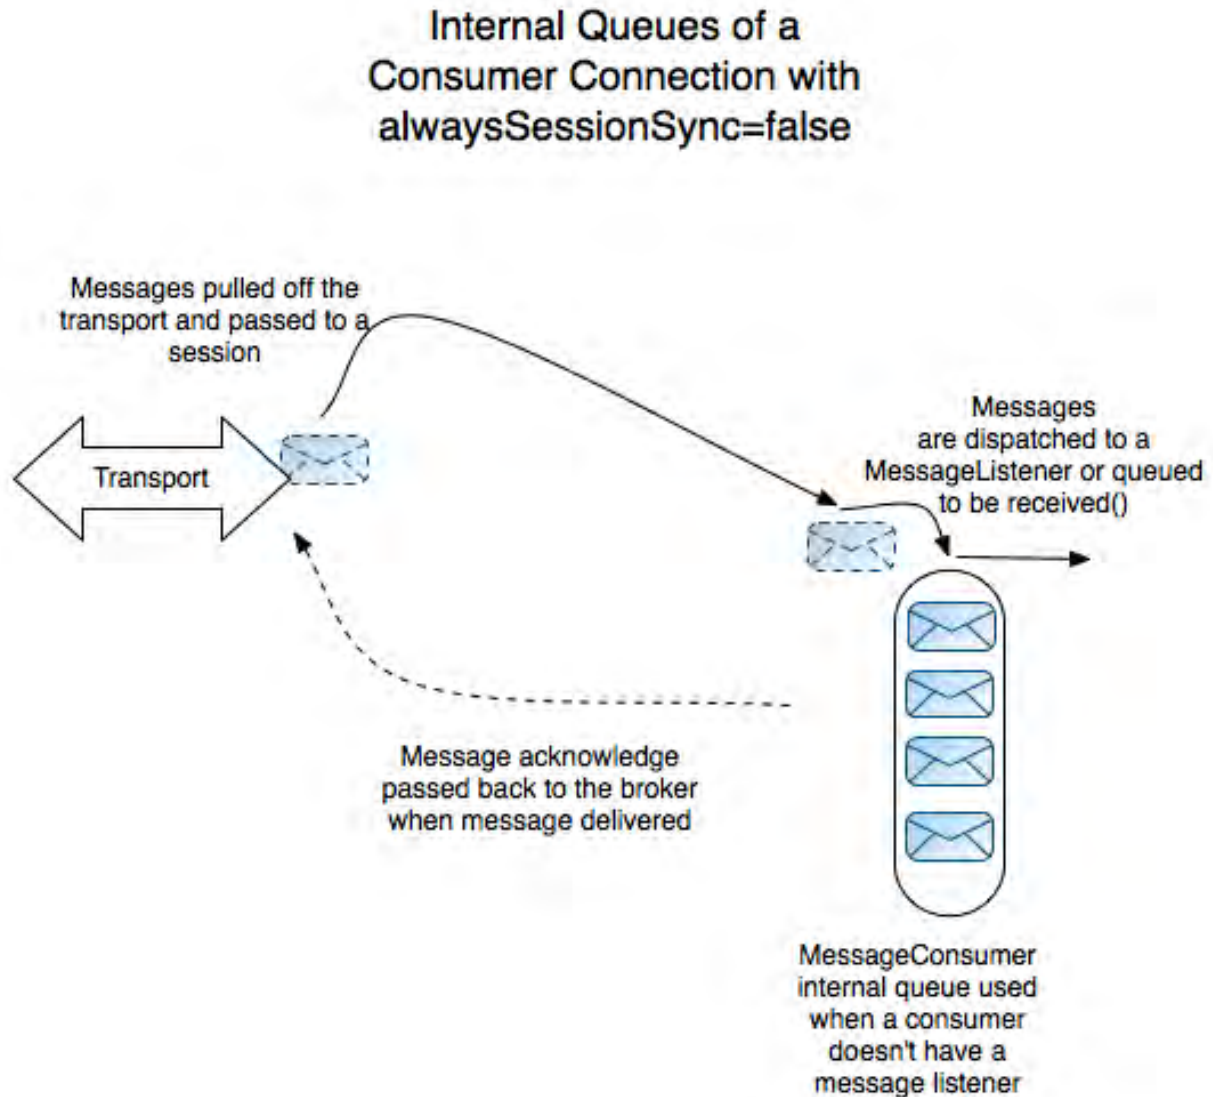 Internal Queues of a
Consumer Connection with
alwaysSessionSync=false
Messages pulled off the
transport and passed to a
session
Transport
Messages
are dispatched to a
MessageListener or queued
to be received()
Message acknowledge
passed back to the broker
when message delivered
MessageConsumer
internal queue used
when a consumer
doesn't have a
message listener